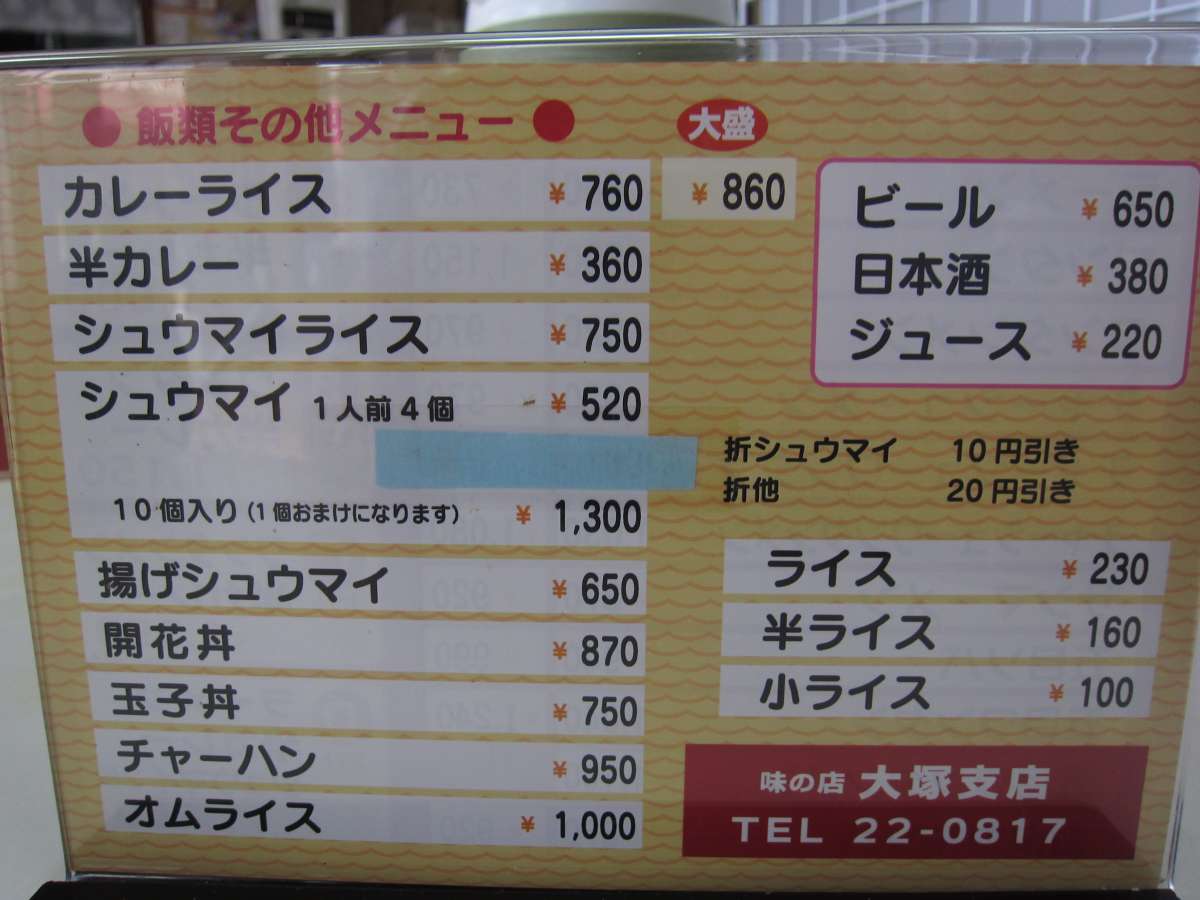 ● 飯類その他メニュー ● 大盛
カレーライス ¥ 760 ¥ 860
半カレー ¥ 360
シュウマイライス ¥ 750
シュウマイ 1人前4個 ¥ 520
10個入り(1個おまけになります) ¥ 1,300
揚げシュウマイ ¥ 650
開花丼 ¥ 870
玉子丼 ¥ 750
チャーハン ¥ 950
オムライス ¥ 1,000
ビール ¥ 650
日本酒 ¥ 380
ジュース ¥ 220
折シュウマイ 10円引き
折他 20円引き
ライス ¥ 230
半ライス ¥ 160
小ライス ¥ 100
味の店 大塚支店
TEL 22-0817